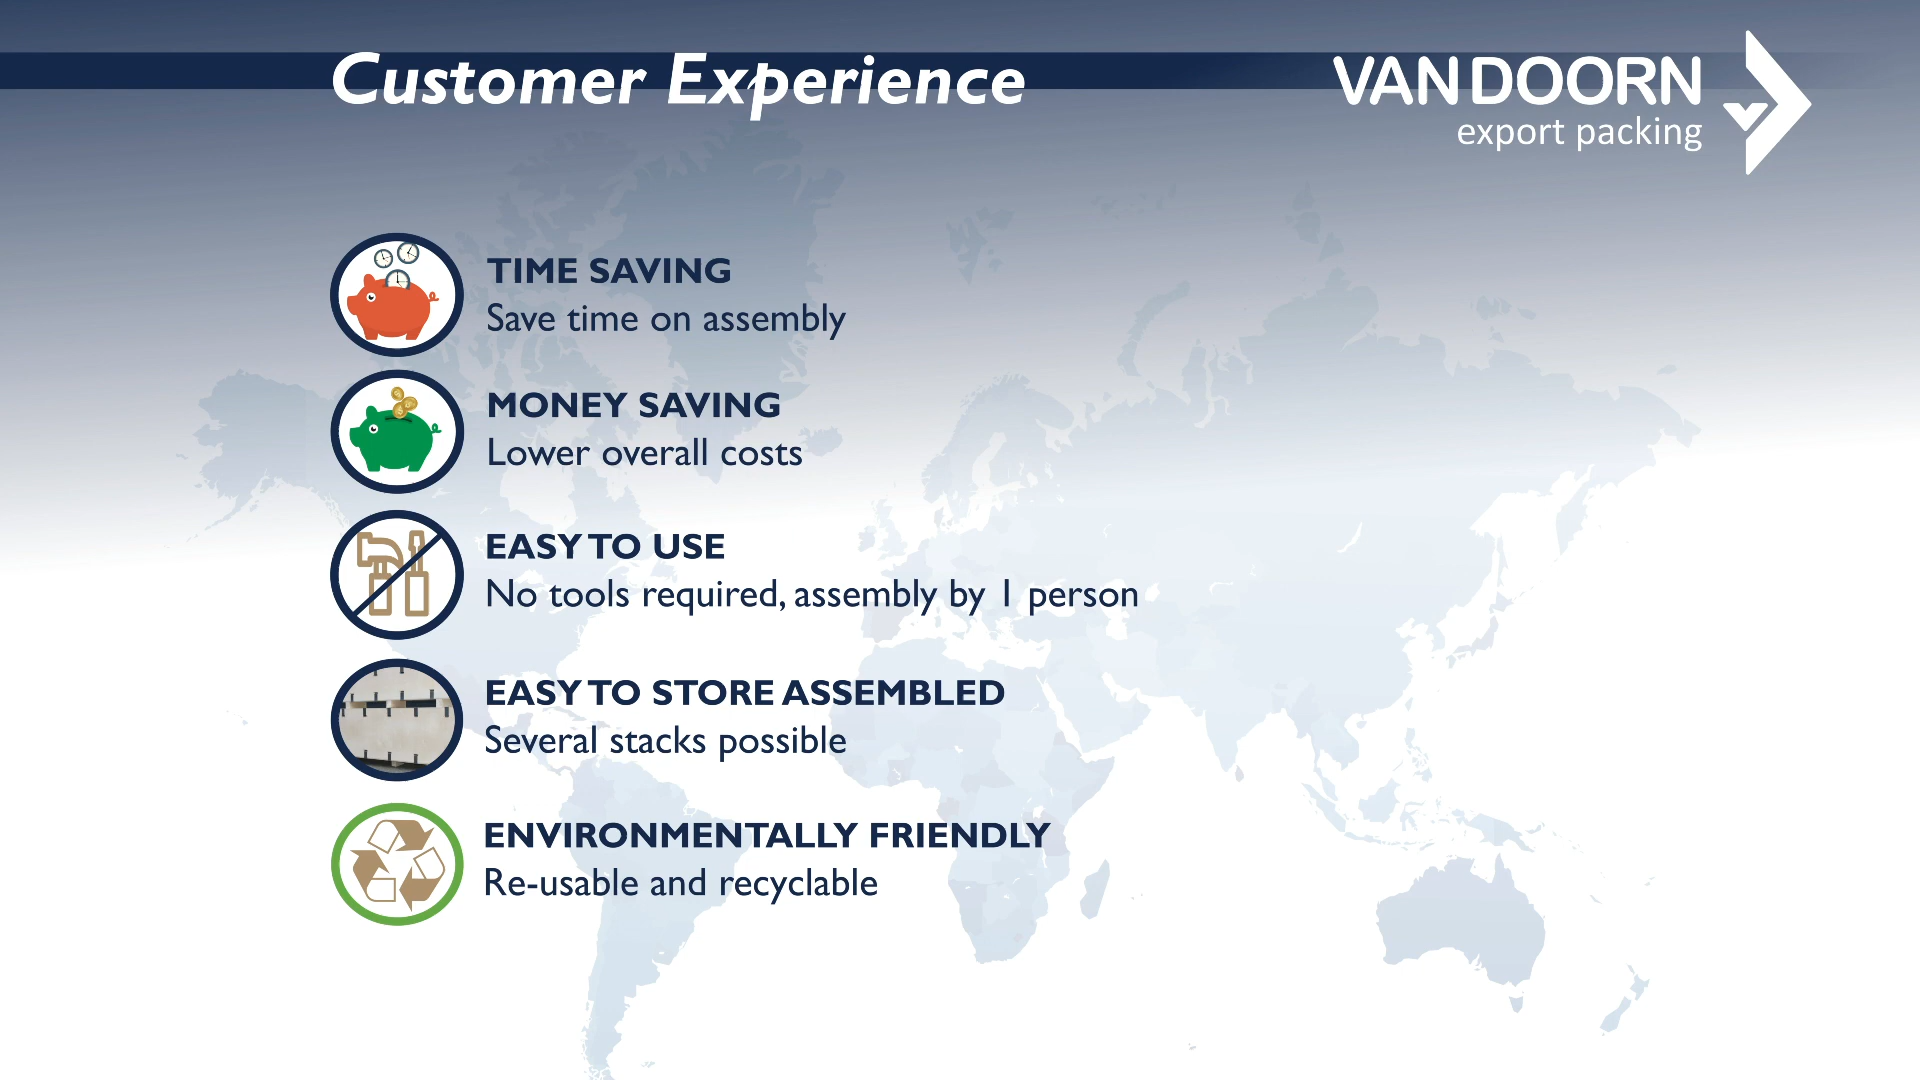 Customer Experience
VAN DOORN
export packing
TIME SAVING
Save time on assembly
MONEY SAVING
Lower overall costs
EASY TO USE
No tools required, assembly by 1 person
EASY TO STORE ASSEMBLED
Several stacks possible
ENVIRONMENTALLY FRIENDLY
Re-usable and recyclable